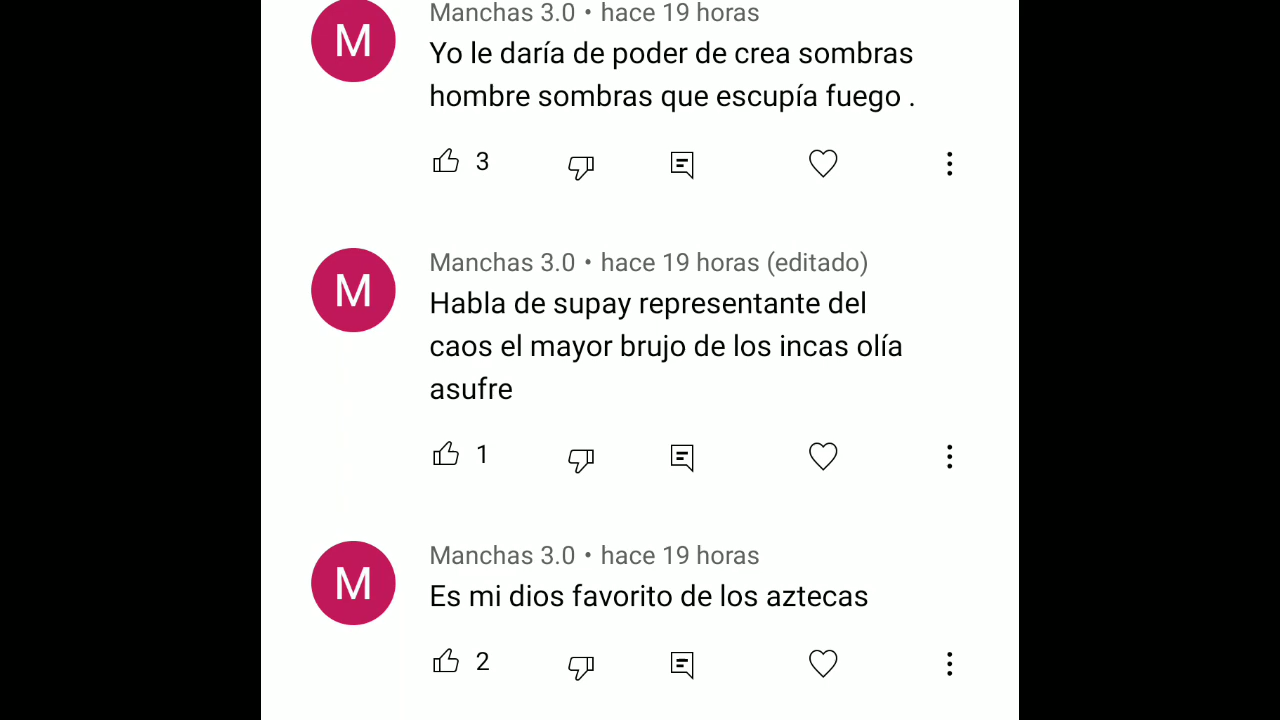 M
Manchas 3.0 • hace 19 horas
Yo le daría de poder de crea sombras
hombre sombras que escupía fuego .
3
M
Manchas 3.0 • hace 19 horas (editado)
Habla de supay representante del
caos el mayor brujo de los incas olía
asufre
1
M
Manchas 3.0 • hace 19 horas
Es mi dios favorito de los aztecas
2